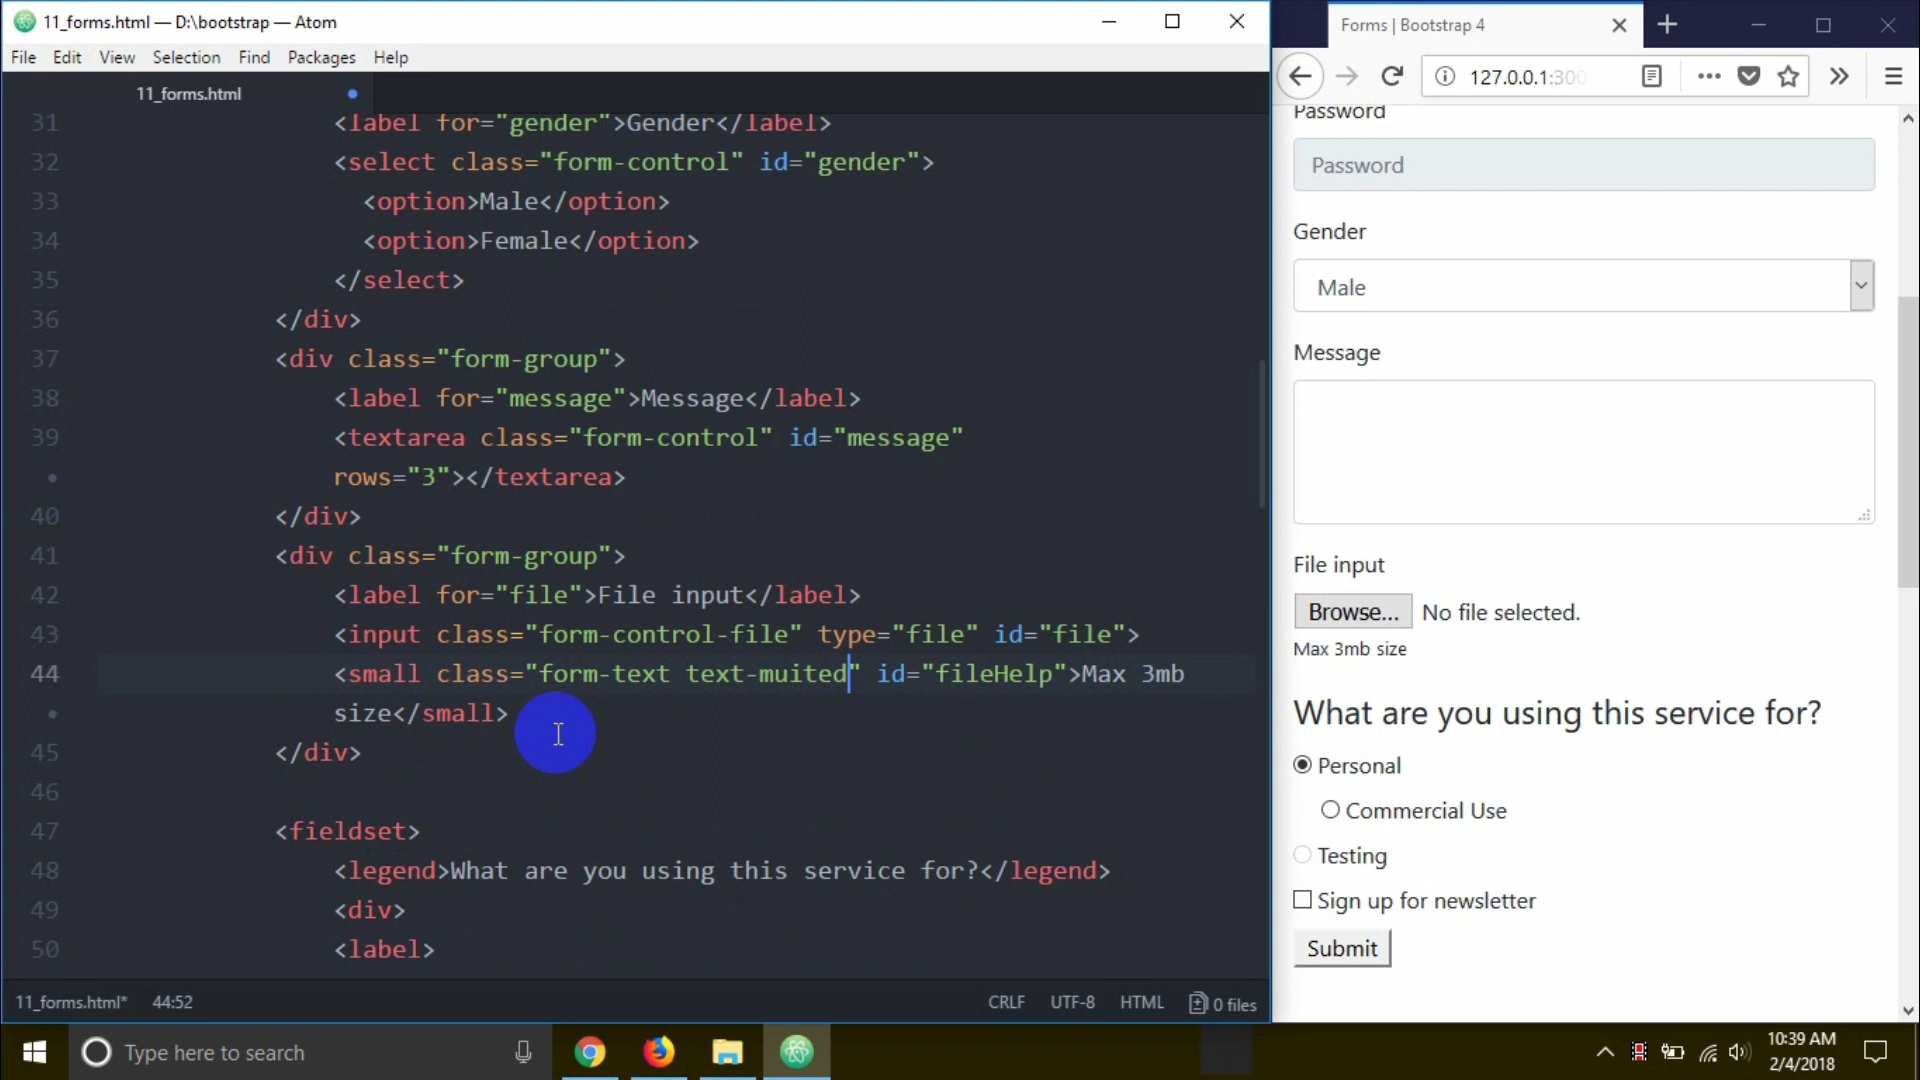 11_forms.html — D:\bootstrap — Atom
File Edit View Selection Find Packages Help
11_forms.html
31 <label for="gender">Gender</label>
32 <select class="form-control" id="gender">
33 <option>Male</option>
34 <option>Female</option>
35 </select>
36 </div>
37 <div class="form-group">
38 <label for="message">Message</label>
39 <textarea class="form-control" id="message"
rows="3"></textarea>
40 </div>
41 <div class="form-group">
42 <label for="file">File input</label>
43 <input class="form-control-file" type="file" id="file">
44 <small class="form-text text-muited" id="fileHelp">Max 3mb
size</small>
45 </div>
46
47 <fieldset>
48 <legend>What are you using this service for?</legend>
49 <div>
50 <label>
11_forms.html* 44:52 CRLF UTF-8 HTML 0 files
Forms | Bootstrap 4
127.0.0.1:300
Password
Password
Gender
Male
Message
File input
Browse... No file selected.
Max 3mb size
What are you using this service for?
Personal
Commercial Use
Testing
Sign up for newsletter
Submit
Type here to search
10:39 AM
2/4/2018